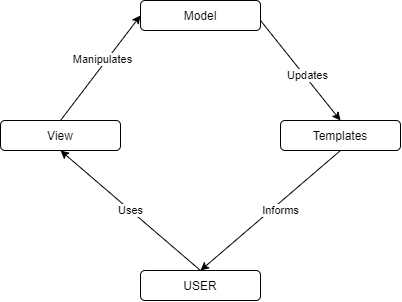 Model
Manipulates
Updates
View
Templates
Uses
Informs
USER